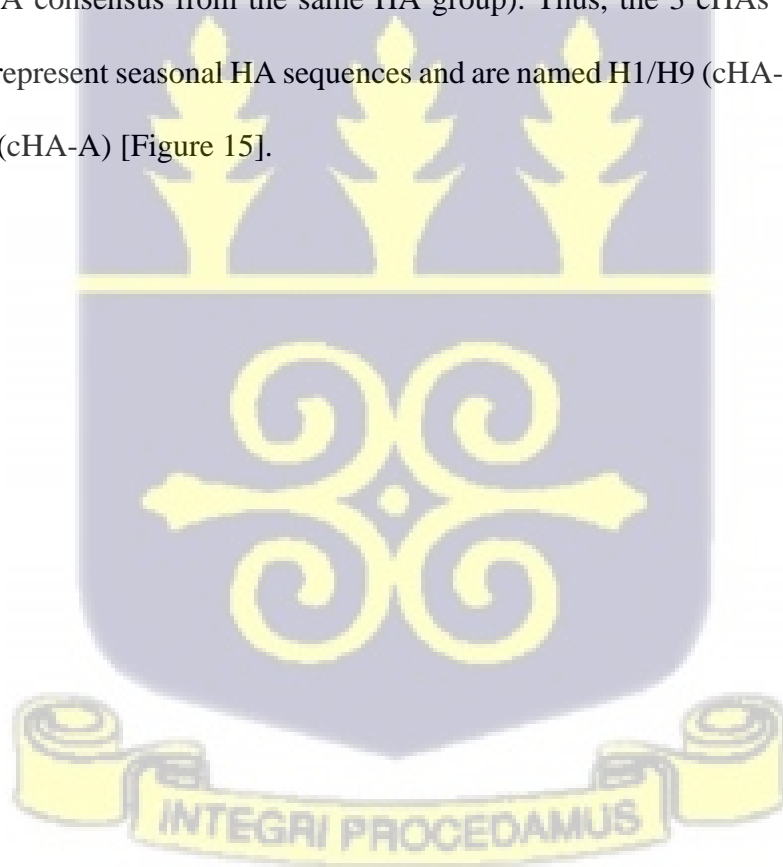 A consensus from the same HA group). Thus, the 3 cHAs
represent seasonal HA sequences and are named H1/H9 (cHA-
(cHA-A) [Figure 15].
INTEGRI PROCEDAMUS